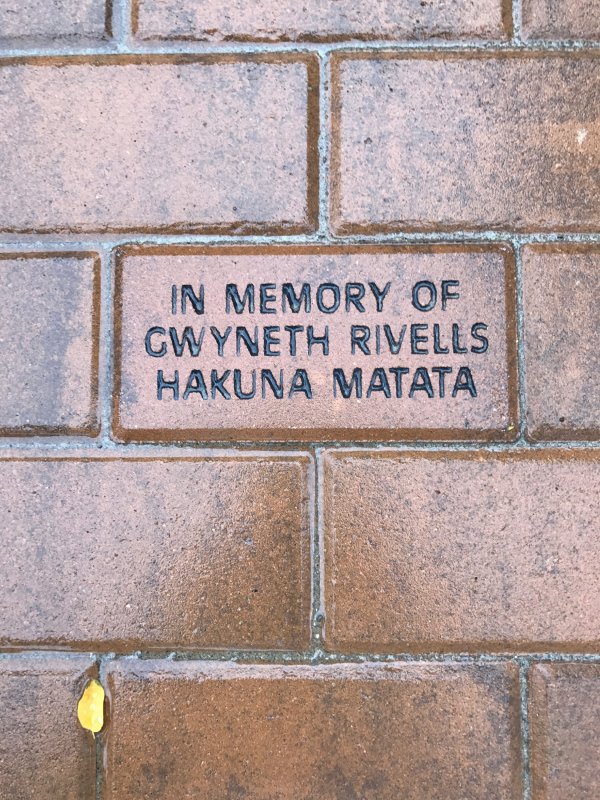 IN MEMORY OF
GWYNETH RIVELLS
HAKUNA MATATA